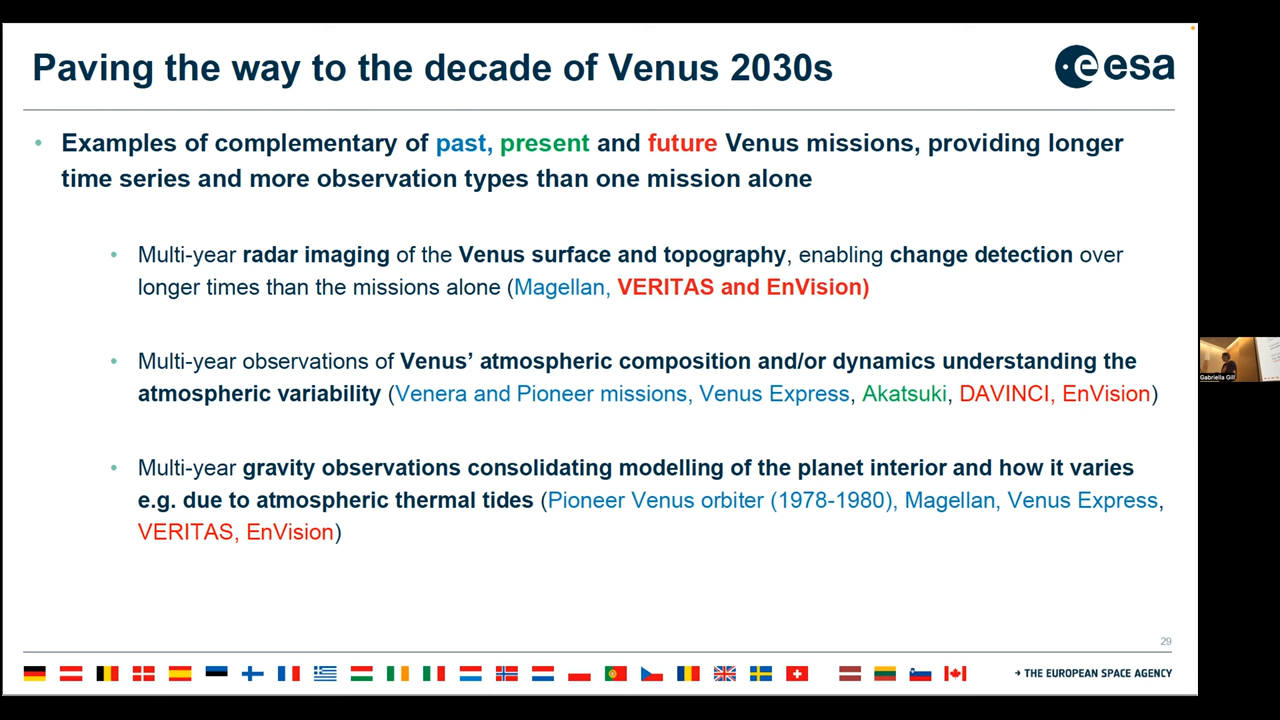 Paving the way to the decade of Venus 2030s
esa
Examples of complementary of past, present and future Venus missions, providing longer
time series and more observation types than one mission alone
Multi-year radar imaging of the Venus surface and topography, enabling change detection over
longer times than the missions alone (Magellan, VERITAS and EnVision)
Multi-year observations of Venus’ atmospheric composition and/or dynamics understanding the
atmospheric variability (Venera and Pioneer missions, Venus Express, Akatsuki, DAVINCI, EnVision)
Multi-year gravity observations consolidating modelling of the planet interior and how it varies
e.g. due to atmospheric thermal tides (Pioneer Venus orbiter (1978-1980), Magellan, Venus Express,
VERITAS, EnVision)
Gabriella Gill
29
→ THE EUROPEAN SPACE AGENCY